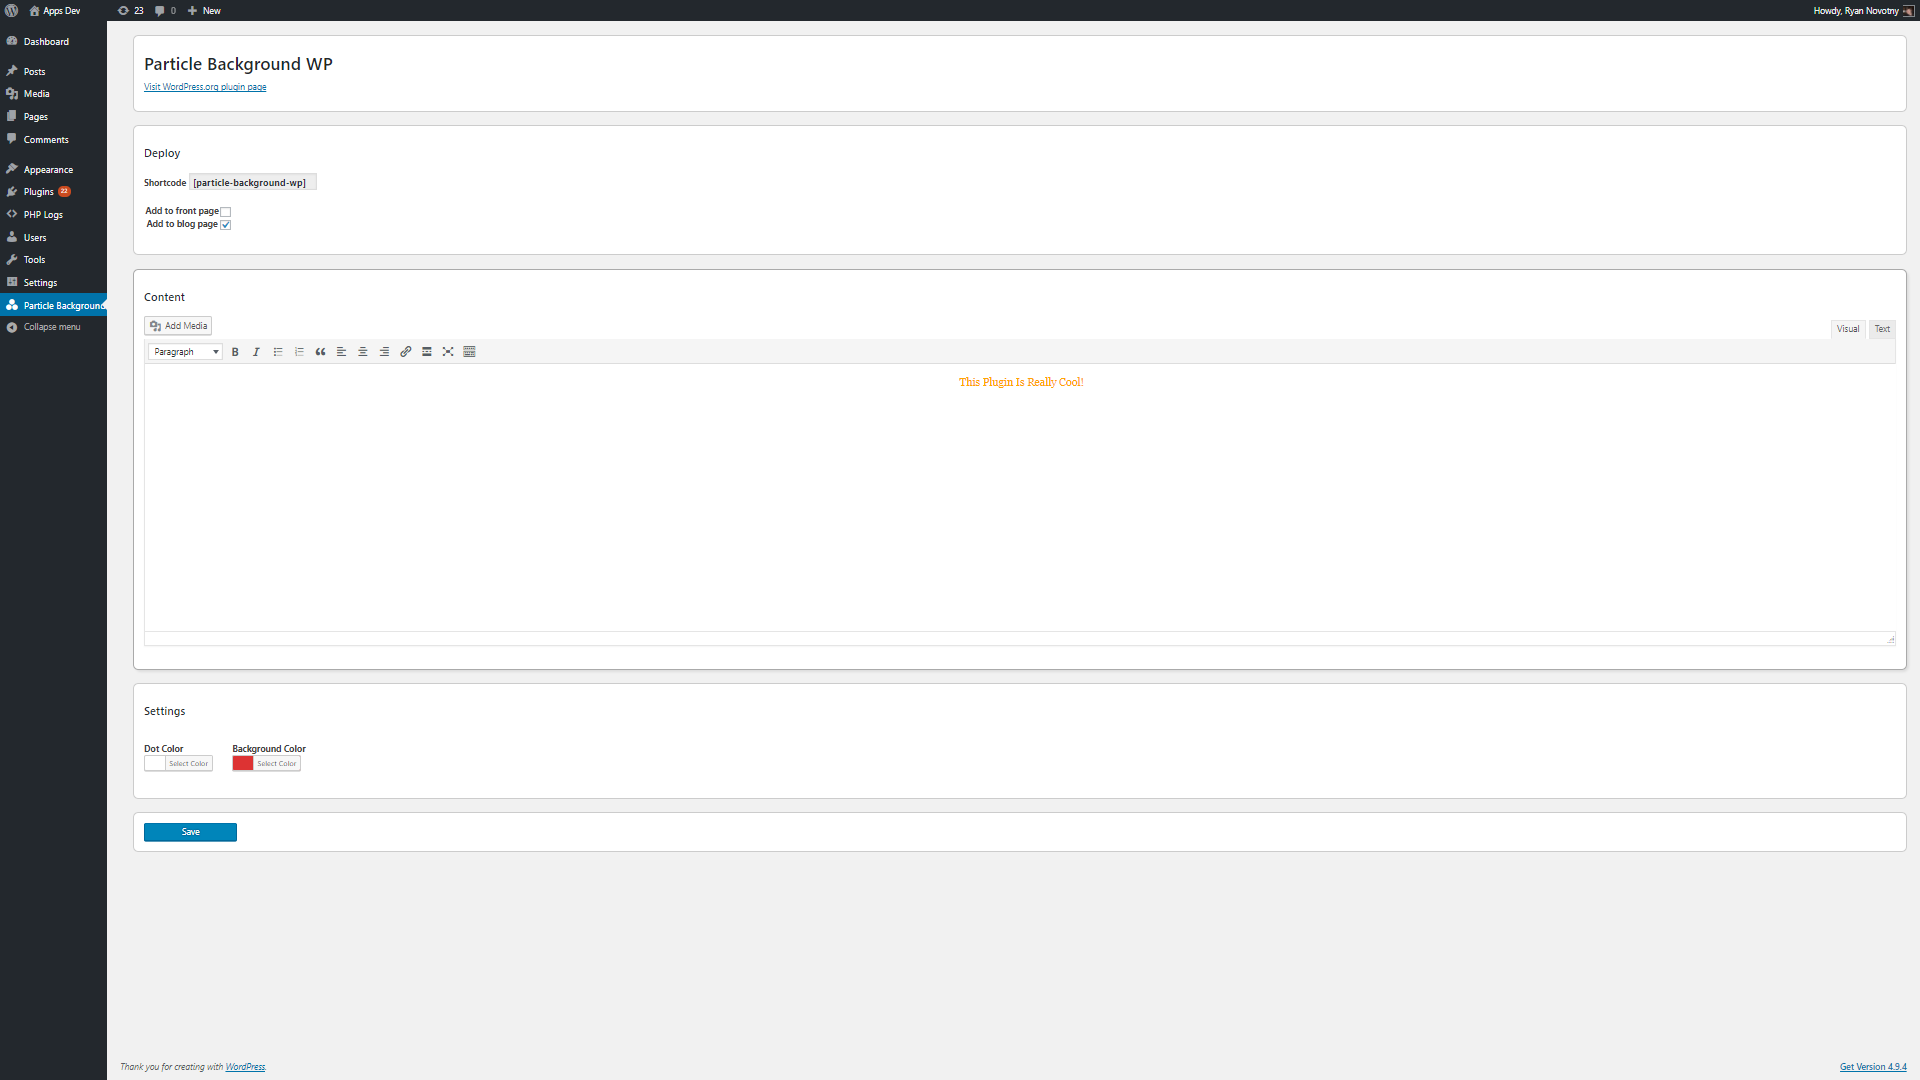 Apps Dev 23 0 New Howdy, Ryan Novotny
Dashboard
Posts
Media
Pages
Comments
Appearance
Plugins 22
PHP Logs
Users
Tools
Settings
Particle Background
Collapse menu
Particle Background WP
Visit WordPress.org plugin page
Deploy
Shortcode [particle-background-wp]
Add to front page
Add to blog page
Content
Add Media
Visual Text
Paragraph
This Plugin Is Really Cool!
Settings
Dot Color Background Color
Select Color Select Color
Save
Thank you for creating with WordPress.
Get Version 4.9.4